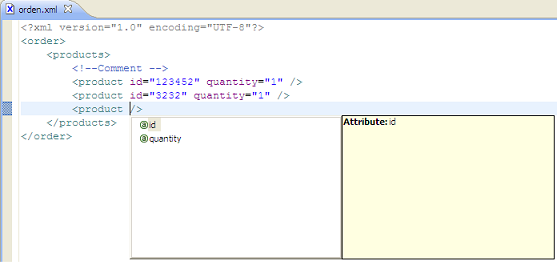 orden.xml
<?xml version="1.0" encoding="UTF-8"?>
<order>
<products>
<!--Comment -->
<product id="123452" quantity="1" />
<product id="3232" quantity="1" />
<product />
</products>
</order>
@ id
@ quantity
Attribute: id